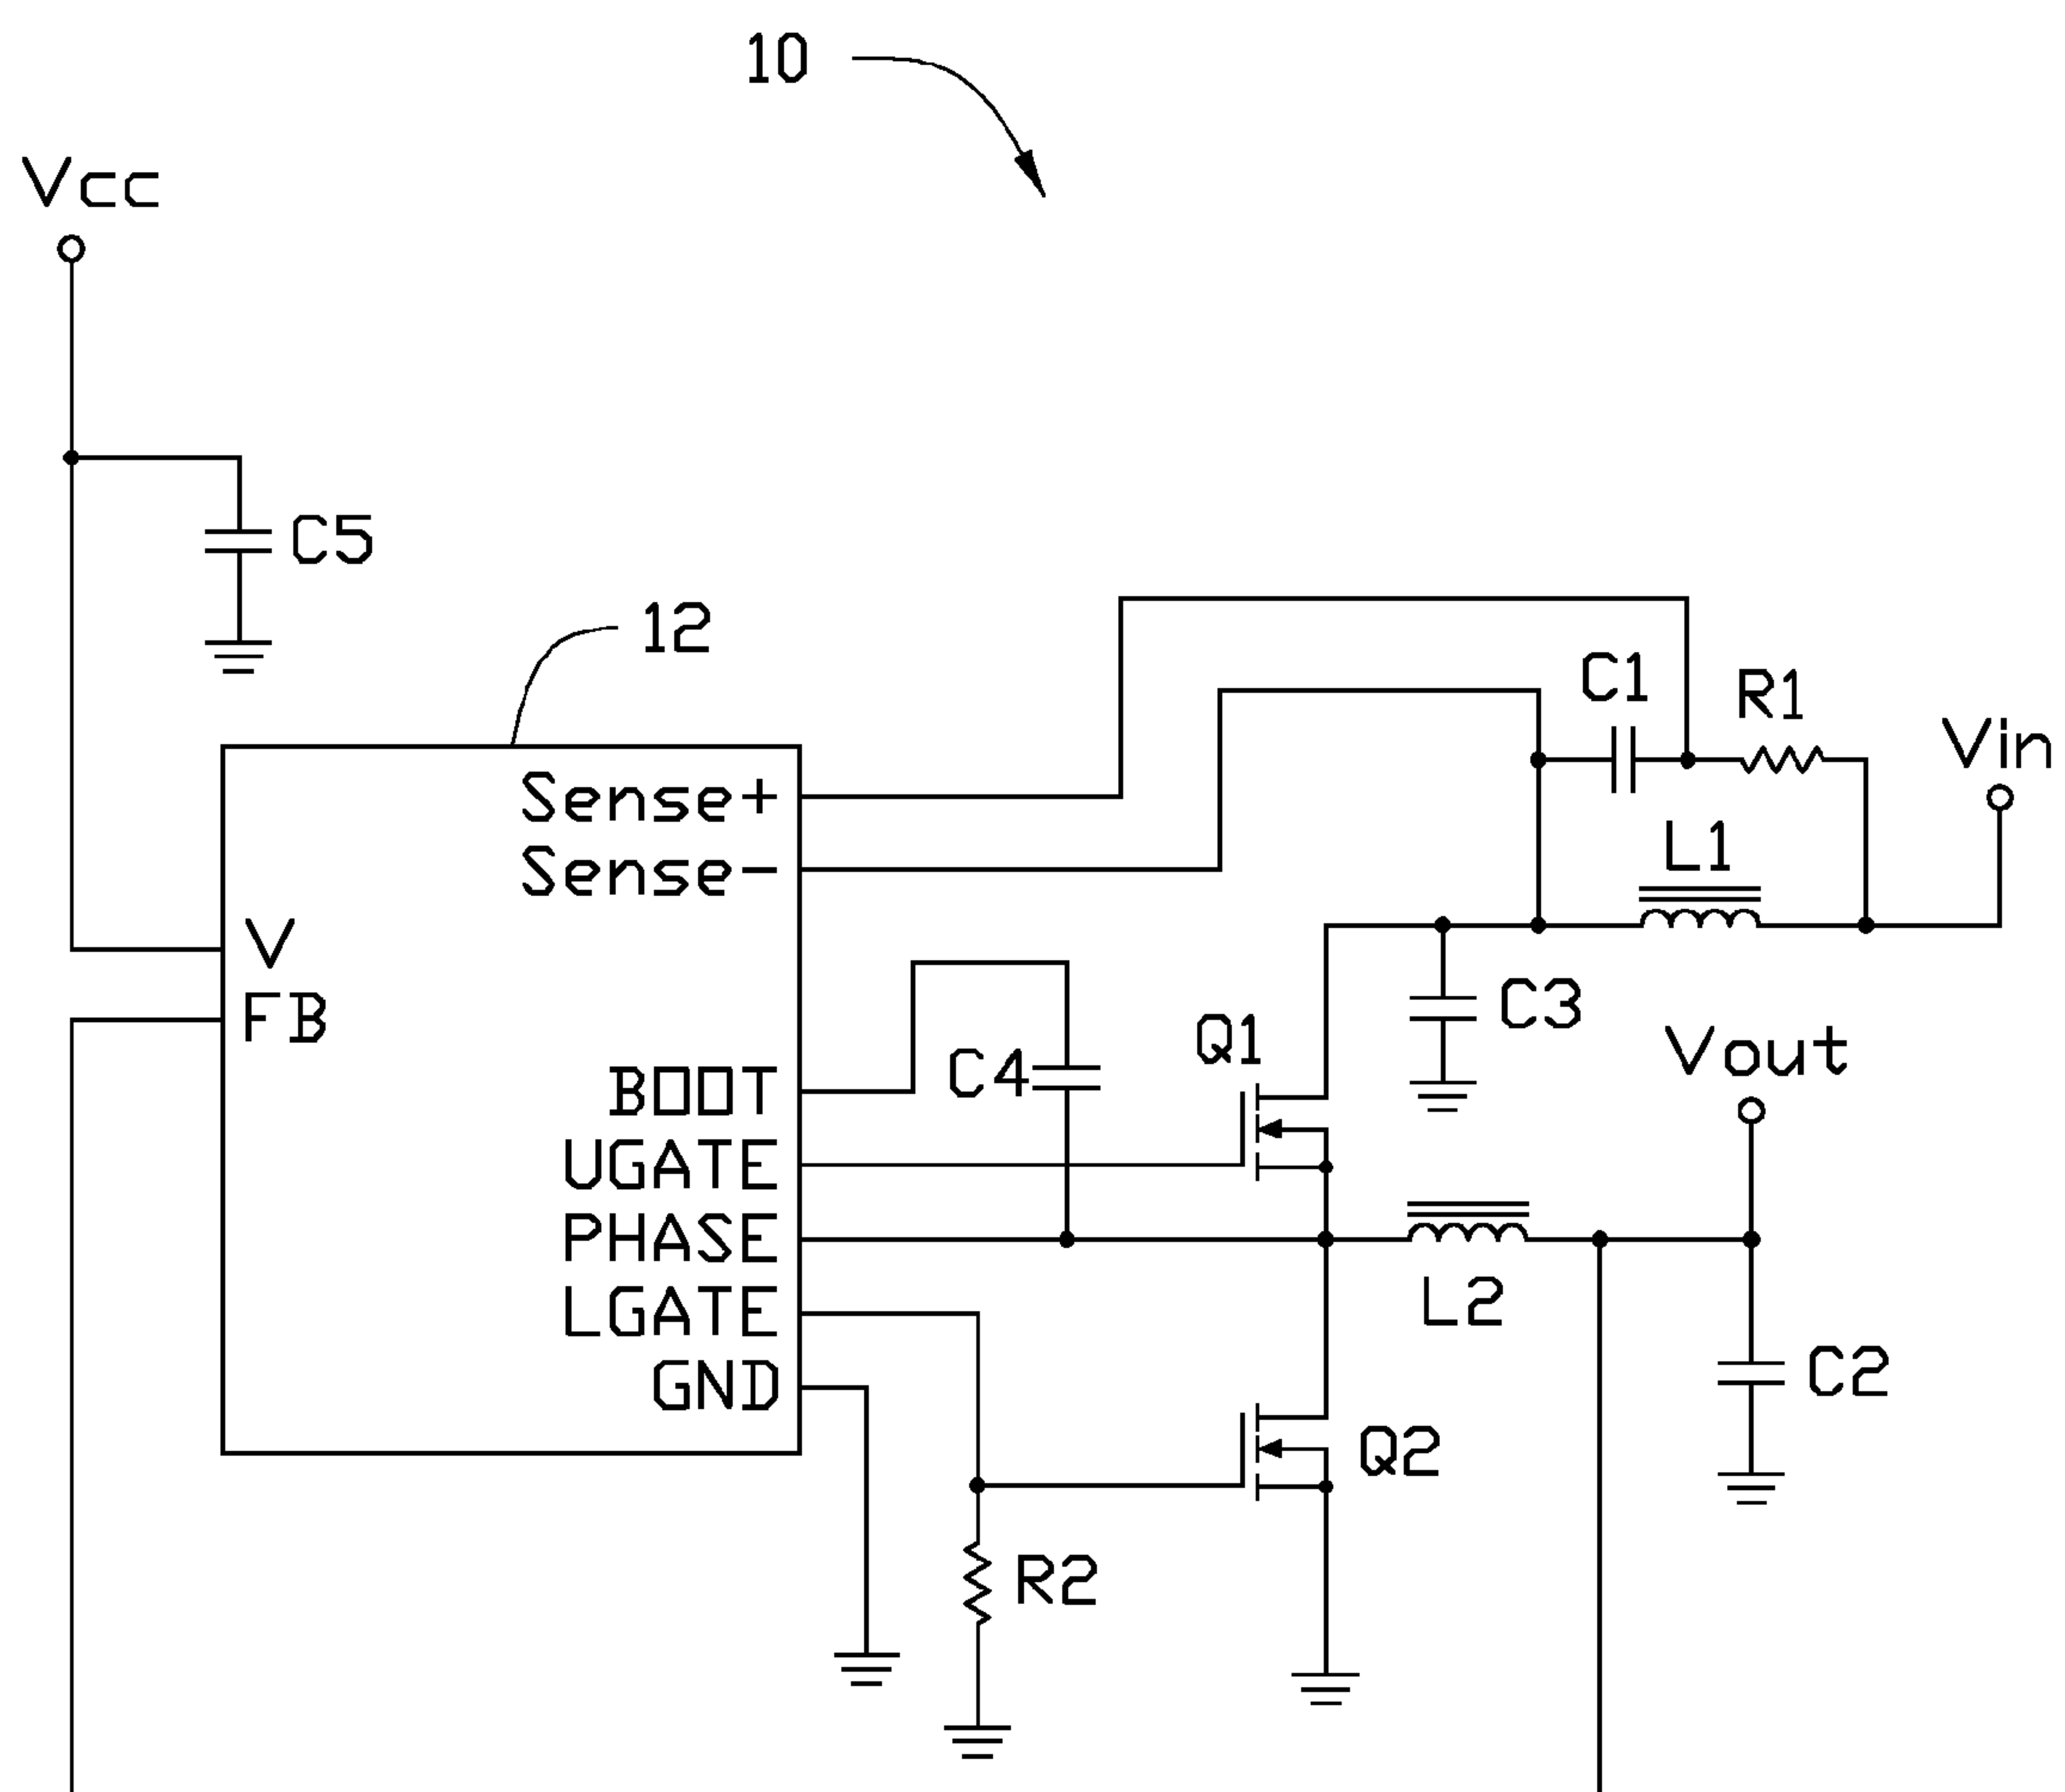 10
Vcc
C5
12
C1
R1
Vin
Sense+
L1
Sense-
V
FB
C3
Q1
Vout
C4
BOOT
UGATE
PHASE
LGATE
L2
GND
C2
Q2
R2